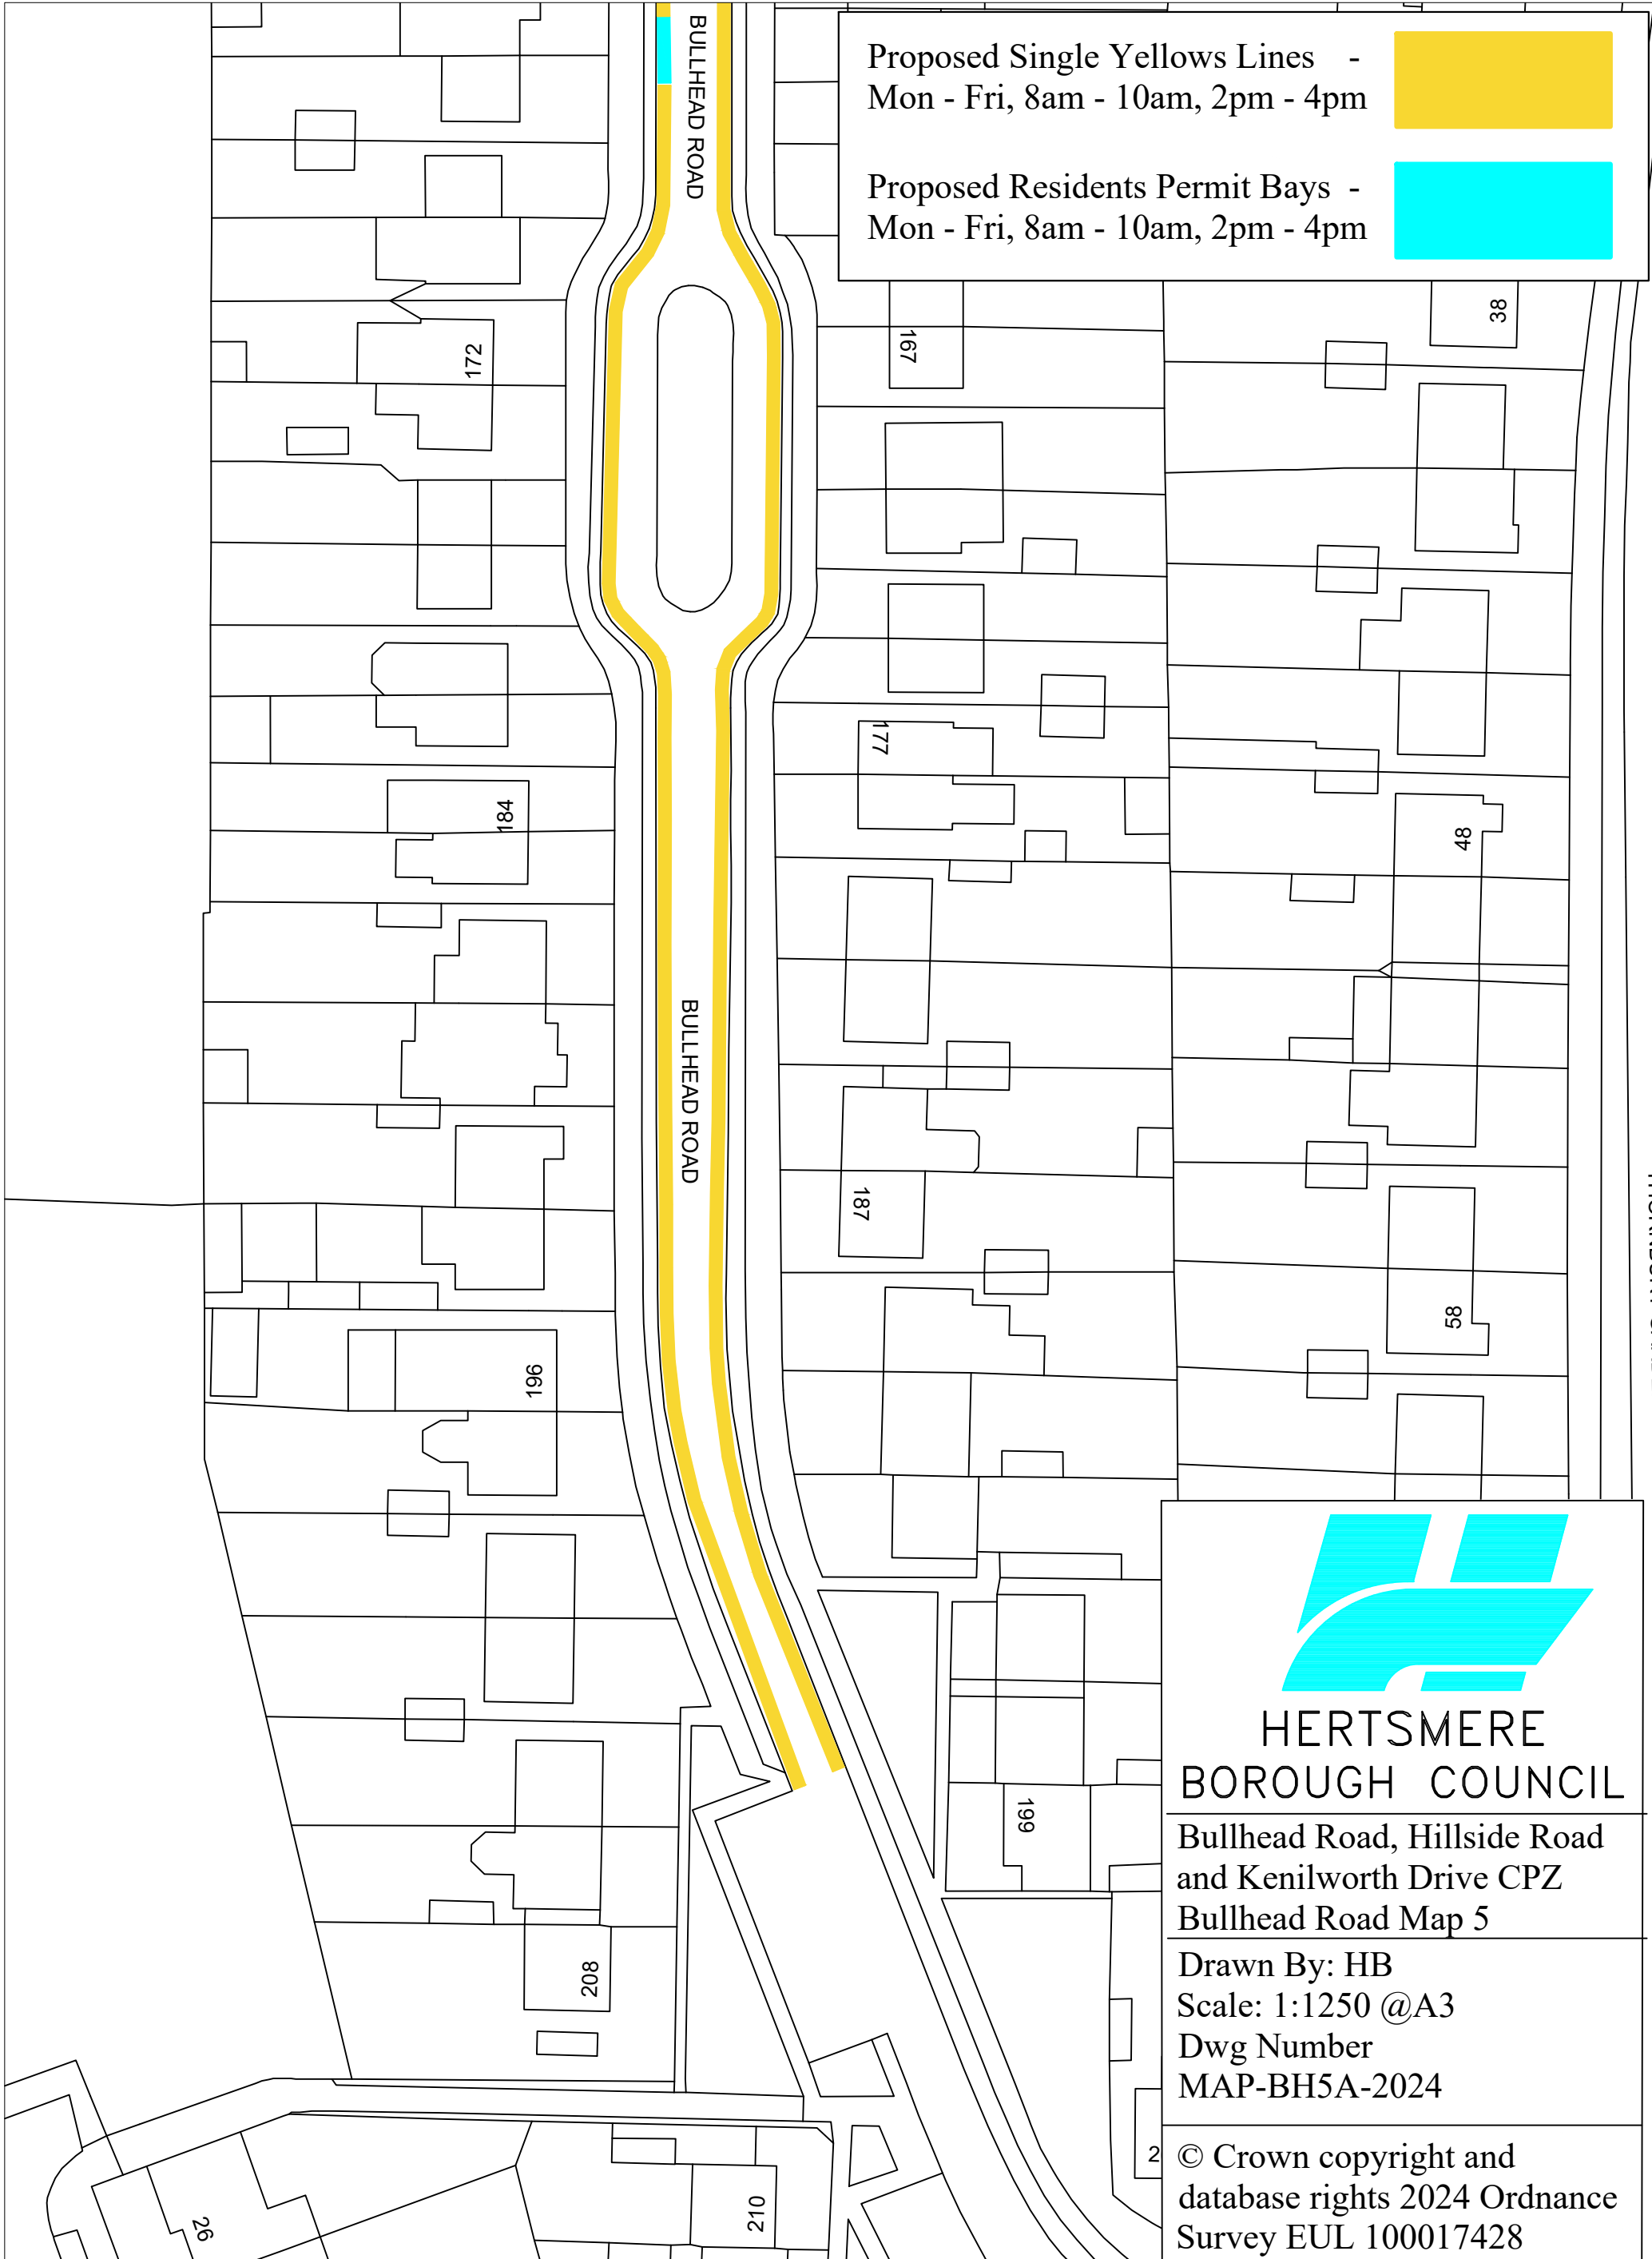 Proposed Single Yellows Lines -
Mon - Fri, 8am - 10am, 2pm - 4pm
Proposed Residents Permit Bays -
Mon - Fri, 8am - 10am, 2pm - 4pm
BULLHEAD ROAD
38
167
172
177
184
48
BULLHEAD ROAD
187
58
196
199
208
210
26
2
HERTSMERE
BOROUGH COUNCIL
Bullhead Road, Hillside Road
and Kenilworth Drive CPZ
Bullhead Road Map 5
Drawn By: HB
Scale: 1:1250 @A3
Dwg Number
MAP-BH5A-2024
© Crown copyright and
database rights 2024 Ordnance
Survey EUL 100017428